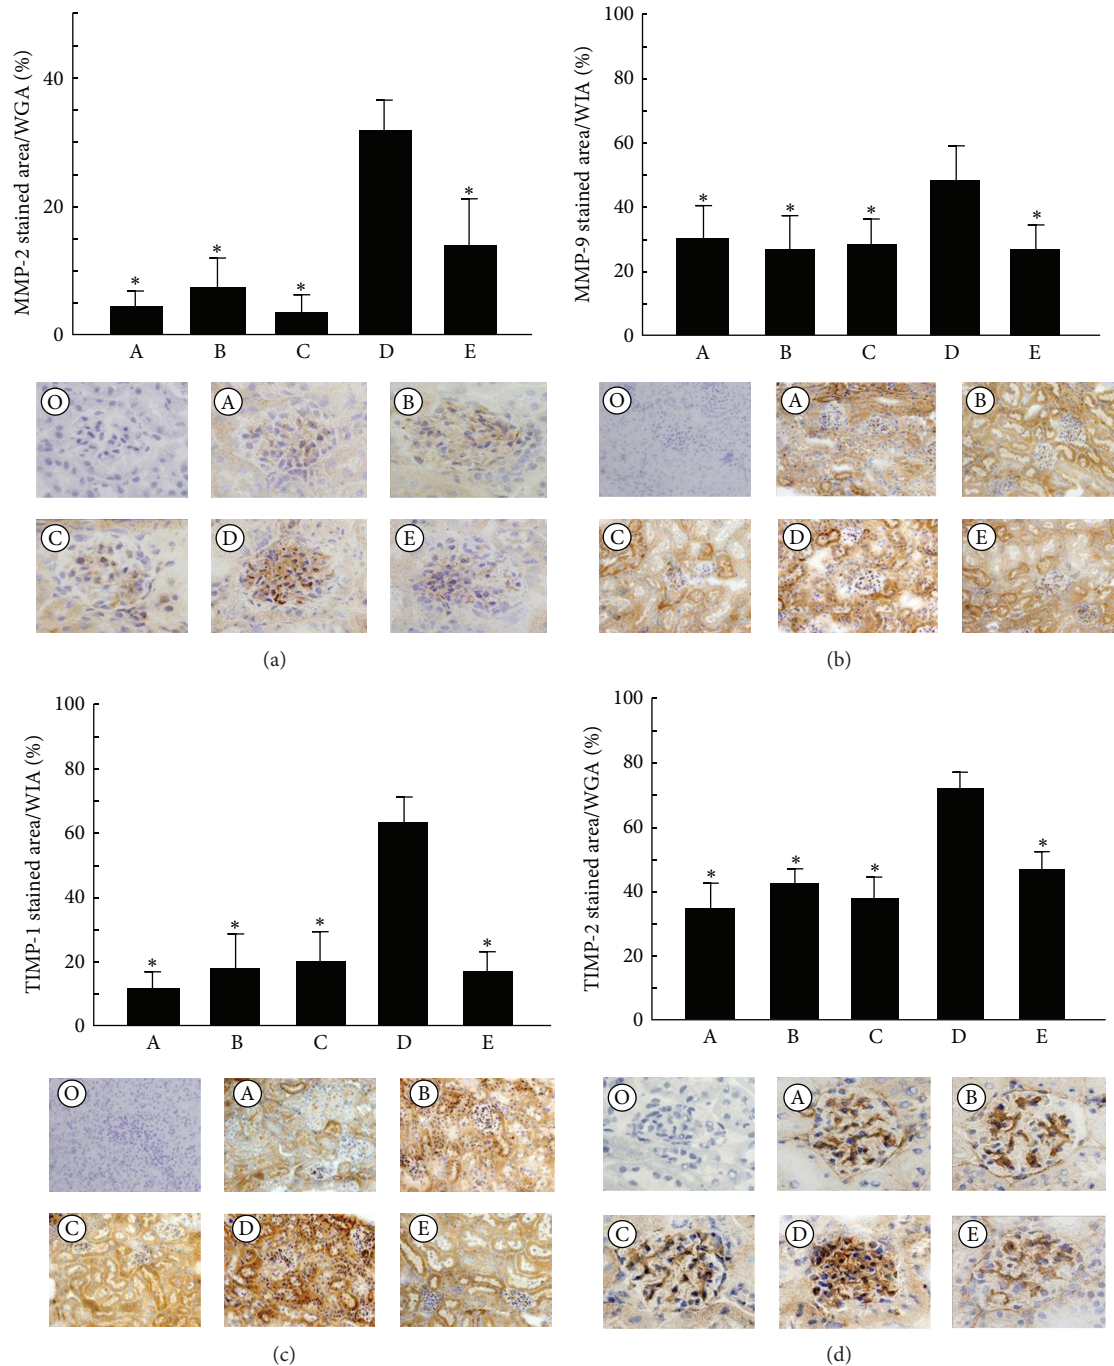 MMP-2 stained area/WGA (%)
40
20
0
*
*
*
*
A
B
C
D
E
O
A
B
C
D
E
(a)
MMP-9 stained area/WIA (%)
100
80
60
40
20
0
*
*
*
*
A
B
C
D
E
O
A
B
C
D
E
(b)
TIMP-1 stained area/WIA (%)
100
80
60
40
20
0
*
*
*
*
A
B
C
D
E
O
A
B
C
D
E
(c)
TIMP-2 stained area/WGA (%)
100
80
60
40
20
0
*
*
*
*
A
B
C
D
E
O
A
B
C
D
E
(d)